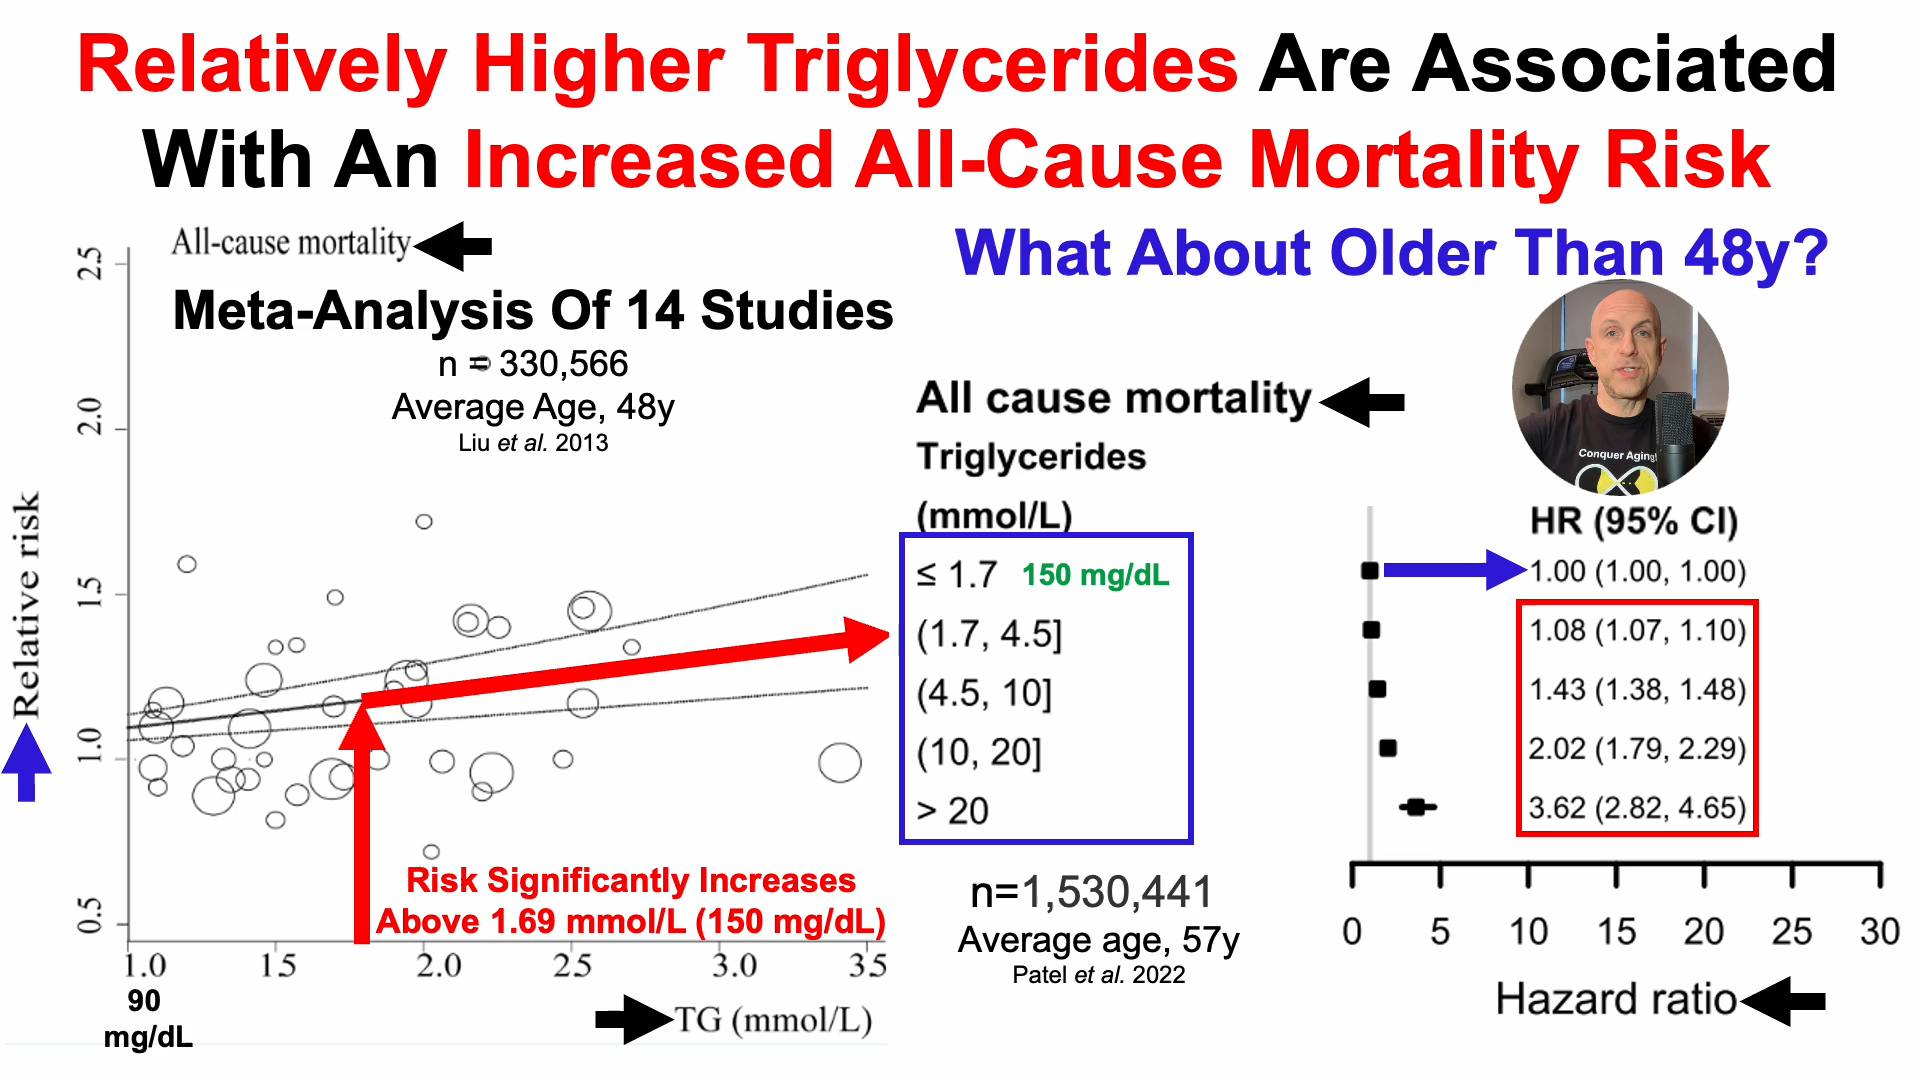 Relatively Higher Triglycerides Are Associated
With An Increased All-Cause Mortality Risk
All-cause mortality
Meta-Analysis Of 14 Studies
n = 330,566
Average Age, 48y
Liu et al. 2013
Relative risk
2.5
2.0
1.5
1.0
0.5
Risk Significantly Increases
Above 1.69 mmol/L (150 mg/dL)
1.0 1.5 2.0 2.5 3.0 3.5
90
mg/dL
TG (mmol/L)
What About Older Than 48y?
Conquer Aging
All cause mortality
Triglycerides
(mmol/L)
HR (95% CI)
≤ 1.7 150 mg/dL 1.00 (1.00, 1.00)
(1.7, 4.5] 1.08 (1.07, 1.10)
(4.5, 10] 1.43 (1.38, 1.48)
(10, 20] 2.02 (1.79, 2.29)
> 20 3.62 (2.82, 4.65)
n=1,530,441
Average age, 57y
Patel et al. 2022
0 5 10 15 20 25 30
Hazard ratio